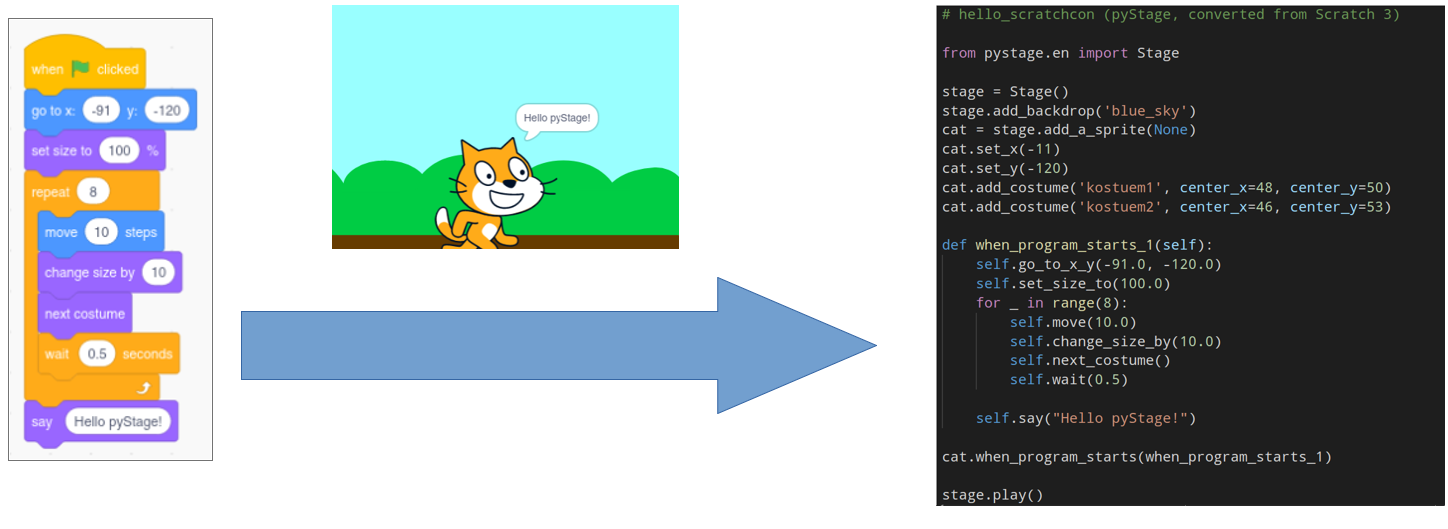 when clicked
go to x: -91 y: -120
set size to 100 %
repeat 8
move 10 steps
change size by 10
next costume
wait 0.5 seconds
say Hello pyStage!
Hello pyStage!
# hello_scratchcon (pyStage, converted from Scratch 3)
from pystage.en import Stage
stage = Stage()
stage.add_backdrop('blue_sky')
cat = stage.add_a_sprite(None)
cat.set_x(-11)
cat.set_y(-120)
cat.add_costume('kostuem1', center_x=48, center_y=50)
cat.add_costume('kostuem2', center_x=46, center_y=53)
def when_program_starts_1(self):
    self.go_to_x_y(-91.0, -120.0)
    self.set_size_to(100.0)
    for _ in range(8):
        self.move(10.0)
        self.change_size_by(10.0)
        self.next_costume()
        self.wait(0.5)
    self.say("Hello pyStage!")
cat.when_program_starts(when_program_starts_1)
stage.play()